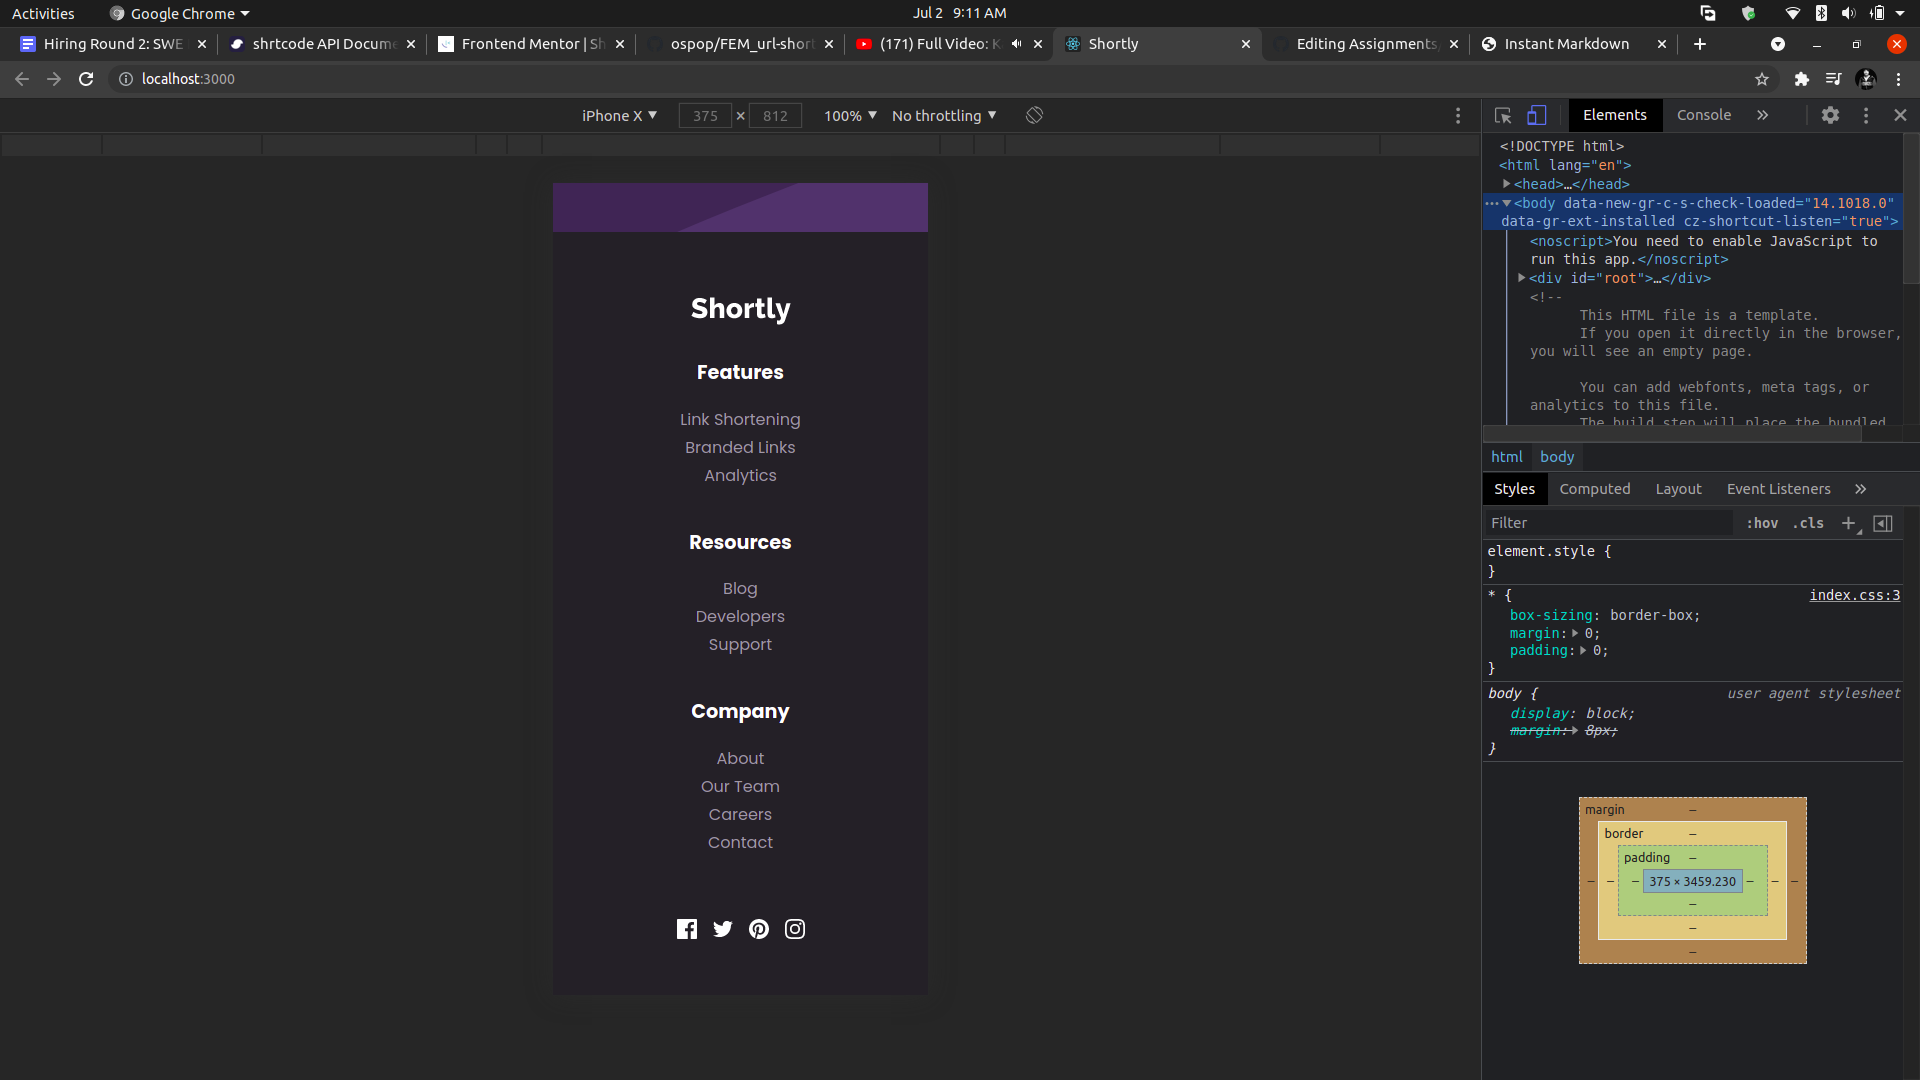 Activities
Google Chrome
Jul 2 9:11 AM
Hiring Round 2: SWE
shrtcode API Docume
Frontend Mentor | Sh
ospop/FEM_url-short
(171) Full Video: K
Shortly
Editing Assignments
Instant Markdown
localhost:3000
iPhone X
375 × 812
100%
No throttling
Elements
Console
Shortly
Features
Link Shortening
Branded Links
Analytics
Resources
Blog
Developers
Support
Company
About
Our Team
Careers
Contact
<!DOCTYPE html>
<html lang="en">
<head>…</head>
<body data-new-gr-c-s-check-loaded="14.1018.0"
data-gr-ext-installed cz-shortcut-listen="true">
<noscript>You need to enable JavaScript to
run this app.</noscript>
<div id="root">…</div>
<!--
This HTML file is a template.
If you open it directly in the browser,
you will see an empty page.
You can add webfonts, meta tags, or
analytics to this file.
The build step will place the bundled
html body
Styles
Computed
Layout
Event Listeners
Filter
:hov .cls
element.style {
}
* {
index.css:3
box-sizing: border-box;
margin: 0;
padding: 0;
}
body {
user agent stylesheet
display: block;
margin: 8px;
}
margin –
border –
padding –
– – – 375 × 3459.230 – – –
–
–
–